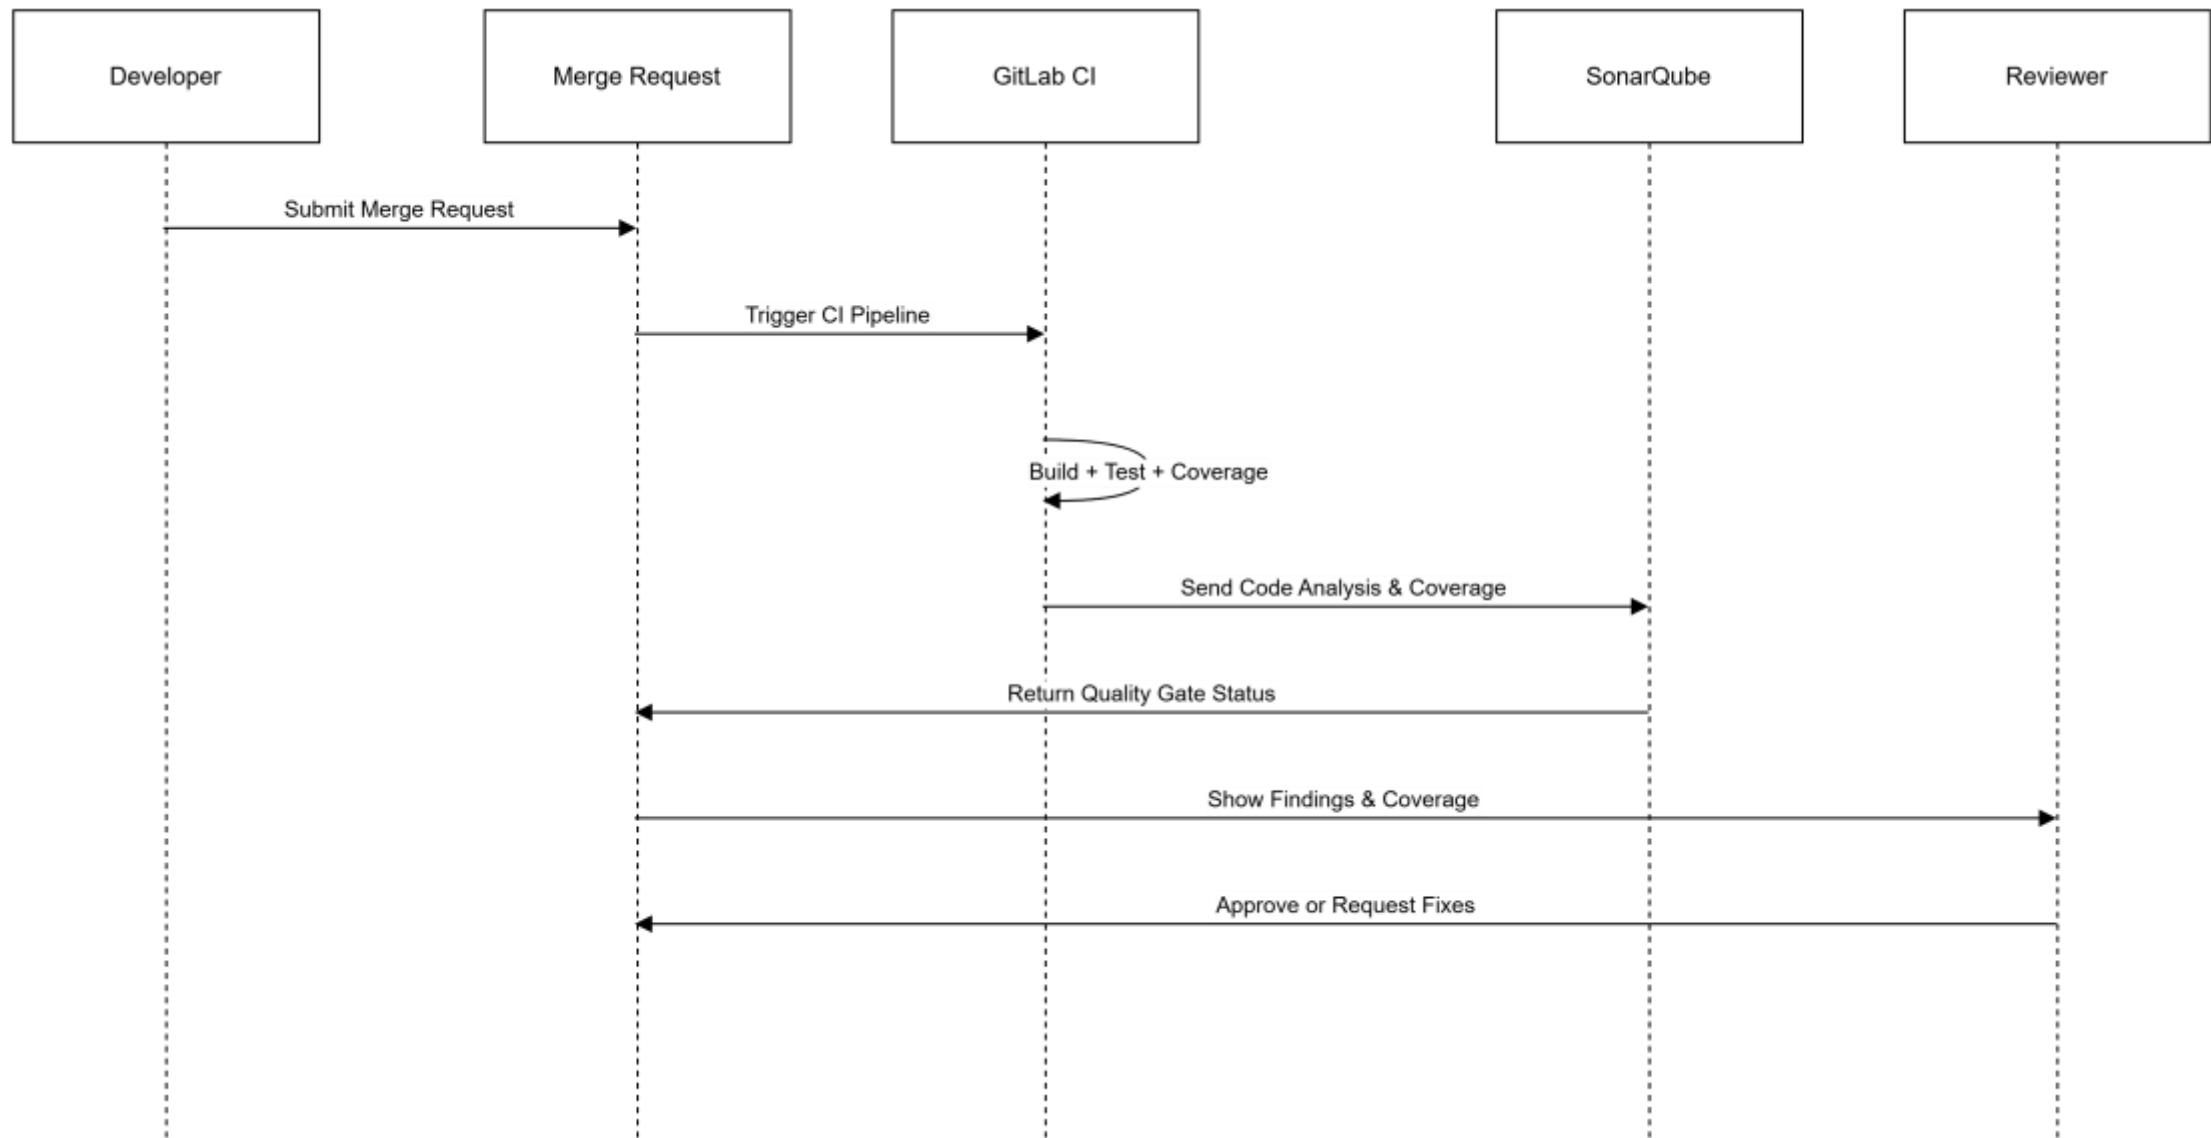 Developer
Merge Request
GitLab CI
SonarQube
Reviewer
Submit Merge Request
Trigger CI Pipeline
Build + Test + Coverage
Send Code Analysis & Coverage
Return Quality Gate Status
Show Findings & Coverage
Approve or Request Fixes